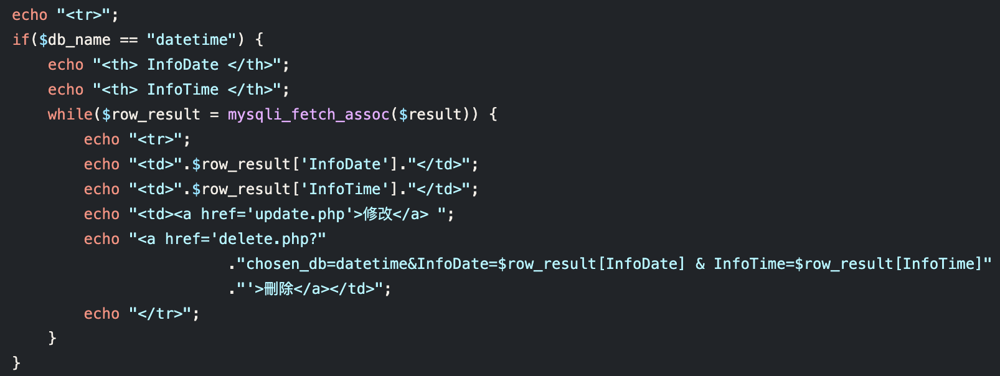 echo "<tr>";
if($db_name == "datetime") {
    echo "<th> InfoDate </th>";
    echo "<th> InfoTime </th>";
    while($row_result = mysqli_fetch_assoc($result)) {
        echo "<tr>";
        echo "<td>".$row_result['InfoDate']."</td>";
        echo "<td>".$row_result['InfoTime']."</td>";
        echo "<td><a href='update.php'>修改</a> ";
        echo "<a href='delete.php?"
                        ."chosen_db=datetime&InfoDate=$row_result[InfoDate] & InfoTime=$row_result[InfoTime]"
                        ."'>刪除</a></td>";
        echo "</tr>";
    }
}